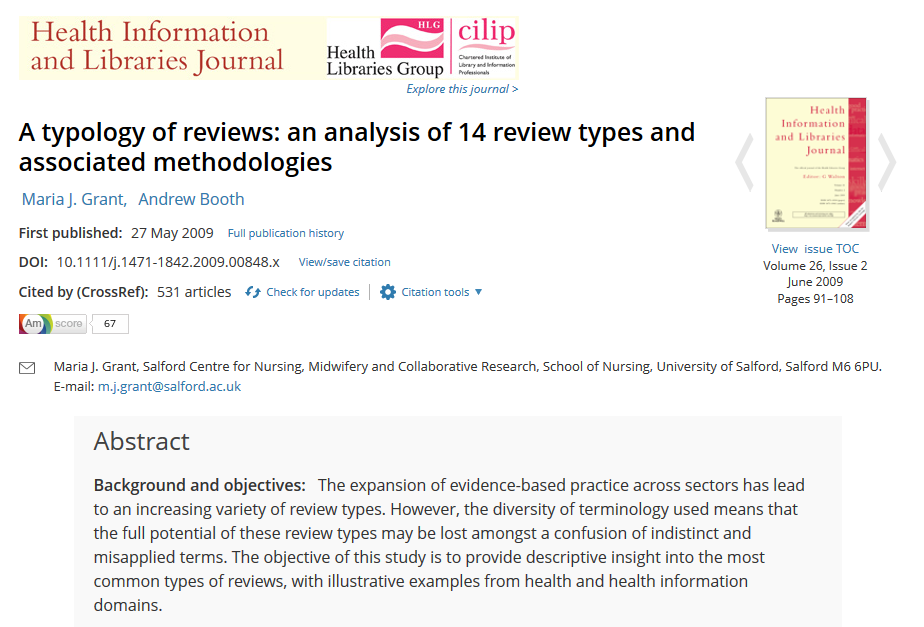 Health Information
and Libraries Journal
HLG
Health
Libraries Group
cilip
Chartered Institute of
Library and Information
Professionals
Explore this journal >
A typology of reviews: an analysis of 14 review types and
associated methodologies
Maria J. Grant, Andrew Booth
First published: 27 May 2009 Full publication history
DOI: 10.1111/j.1471-1842.2009.00848.x View/save citation
Cited by (CrossRef): 531 articles Check for updates Citation tools ▼
Am score 67
Health
Information
and Libraries
Journal
View issue TOC
Volume 26, Issue 2
June 2009
Pages 91–108
Maria J. Grant, Salford Centre for Nursing, Midwifery and Collaborative Research, School of Nursing, University of Salford, Salford M6 6PU.
E-mail: m.j.grant@salford.ac.uk
Abstract
Background and objectives: The expansion of evidence-based practice across sectors has lead
to an increasing variety of review types. However, the diversity of terminology used means that
the full potential of these review types may be lost amongst a confusion of indistinct and
misapplied terms. The objective of this study is to provide descriptive insight into the most
common types of reviews, with illustrative examples from health and health information
domains.